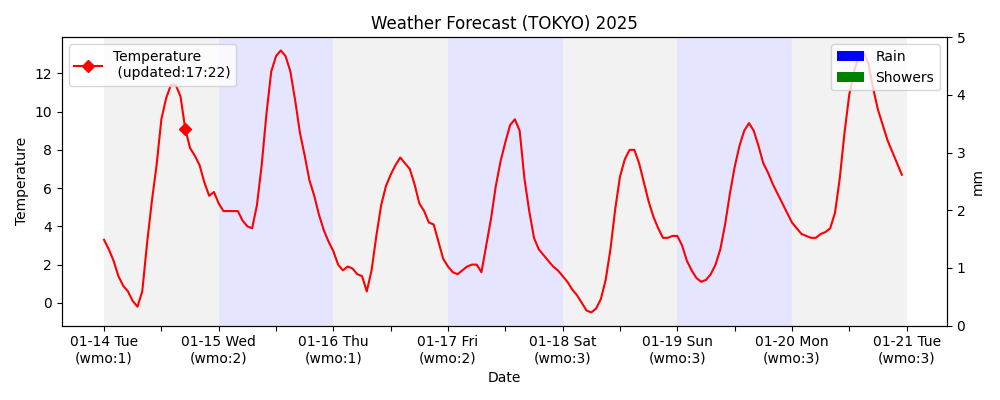 Weather Forecast (TOKYO) 2025
Temperature
(updated:17:22)
Rain
Showers
Temperature
12
10
8
6
4
2
0
5
4
3
2
1
0
mm
01-14 Tue
(wmo:1)
01-15 Wed
(wmo:2)
01-16 Thu
(wmo:1)
01-17 Fri
(wmo:2)
01-18 Sat
(wmo:3)
01-19 Sun
(wmo:3)
01-20 Mon
(wmo:3)
01-21 Tue
(wmo:3)
Date